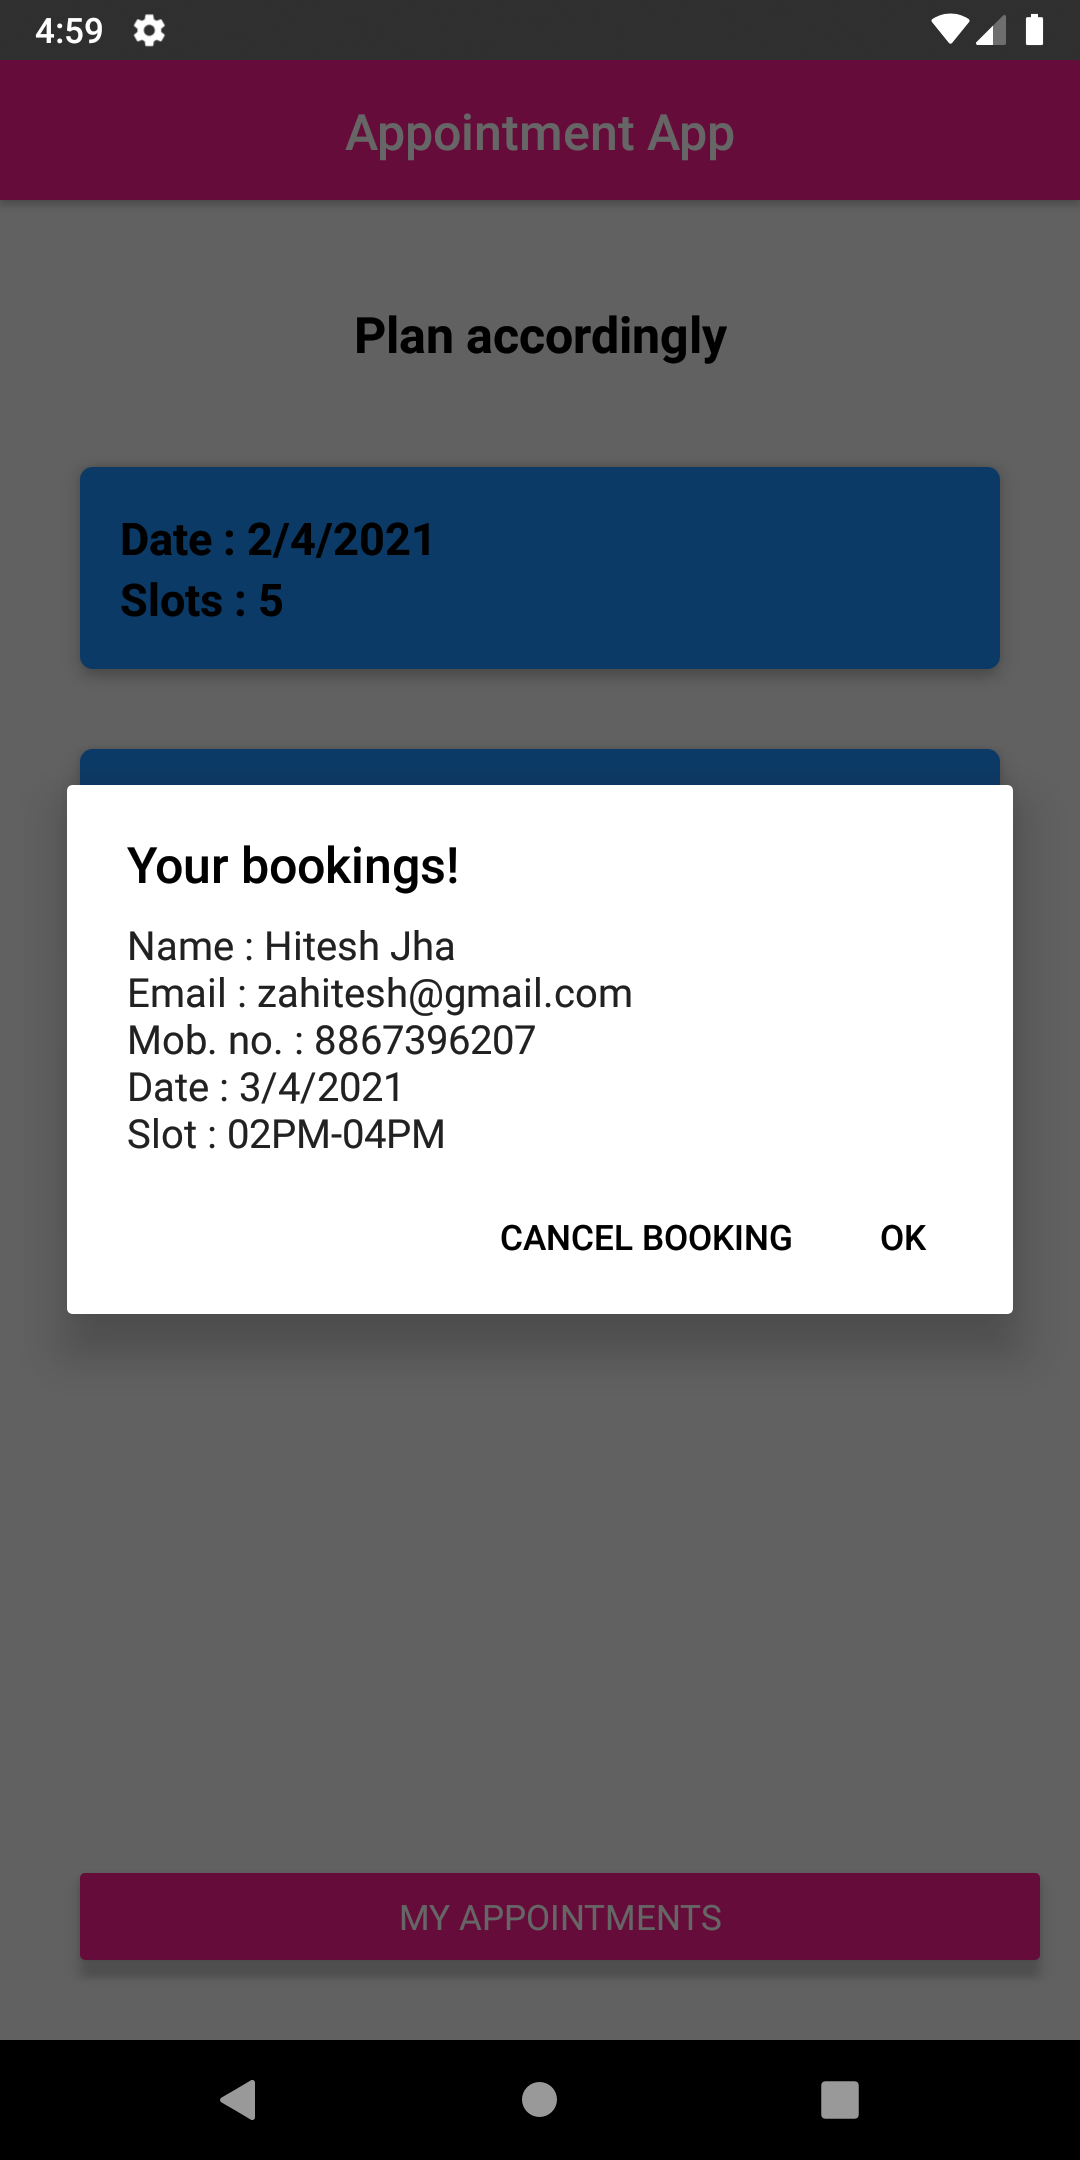 4:59
Appointment App
Plan accordingly
Date : 2/4/2021
Slots : 5
Your bookings!
Name : Hitesh Jha
Email : zahitesh@gmail.com
Mob. no. : 8867396207
Date : 3/4/2021
Slot : 02PM-04PM
CANCEL BOOKING OK
MY APPOINTMENTS